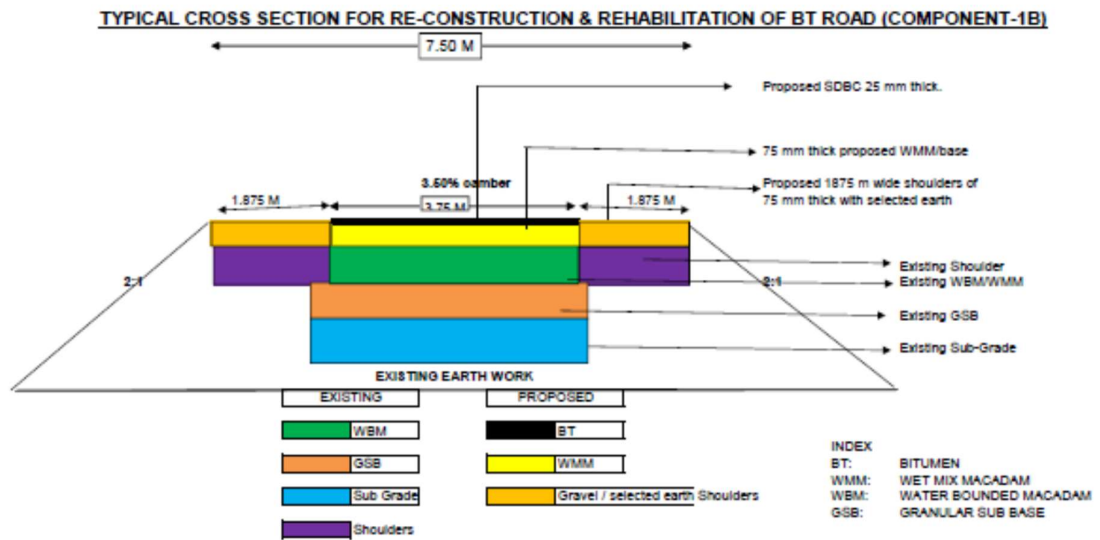 TYPICAL CROSS SECTION FOR RE-CONSTRUCTION & REHABILITATION OF BT ROAD (COMPONENT-1B)
7.50 M
Proposed SDBC 25 mm thick.
75 mm thick proposed WMM/base
3.50% camber
Proposed 1875 m wide shoulders of
75 mm thick with selected earth
1.875 M
3.75 M
1.875 M
Existing Shoulder
2:1
2:1
Existing WBM/WMM
Existing GSB
Existing Sub-Grade
EXISTING EARTH WORK
EXISTING
PROPOSED
WBM
BT
GSB
WMM
Sub Grade
Gravel / selected earth Shoulders
Shoulders
INDEX
BT: BITUMEN
WMM: WET MIX MACADAM
WBM: WATER BOUNDED MACADAM
GSB: GRANULAR SUB BASE